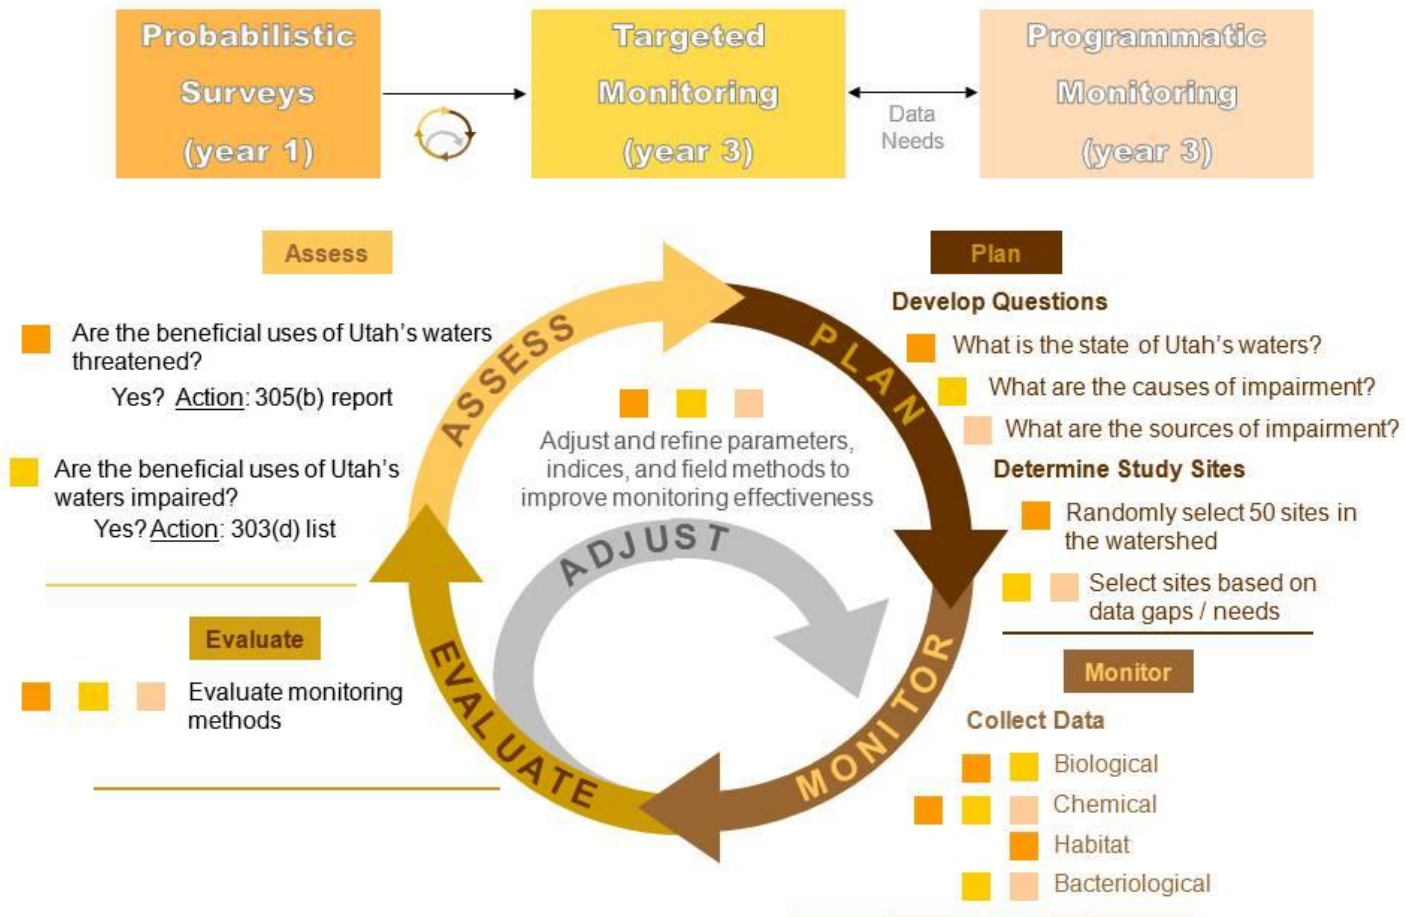 Probabilistic
Surveys
(year 1)
Targeted
Monitoring
(year 3)
Data
Needs
Programmatic
Monitoring
(year 3)
Assess
Are the beneficial uses of Utah's waters
threatened?
Yes? Action: 305(b) report
Are the beneficial uses of Utah's
waters impaired?
Yes? Action: 303(d) list
Evaluate
Evaluate monitoring
methods
ASSESS
PLAN
MONITOR
EVALUATE
Adjust and refine parameters,
indices, and field methods to
improve monitoring effectiveness
ADJUST
Plan
Develop Questions
What is the state of Utah's waters?
What are the causes of impairment?
What are the sources of impairment?
Determine Study Sites
Randomly select 50 sites in
the watershed
Select sites based on
data gaps / needs
Monitor
Collect Data
Biological
Chemical
Habitat
Bacteriological